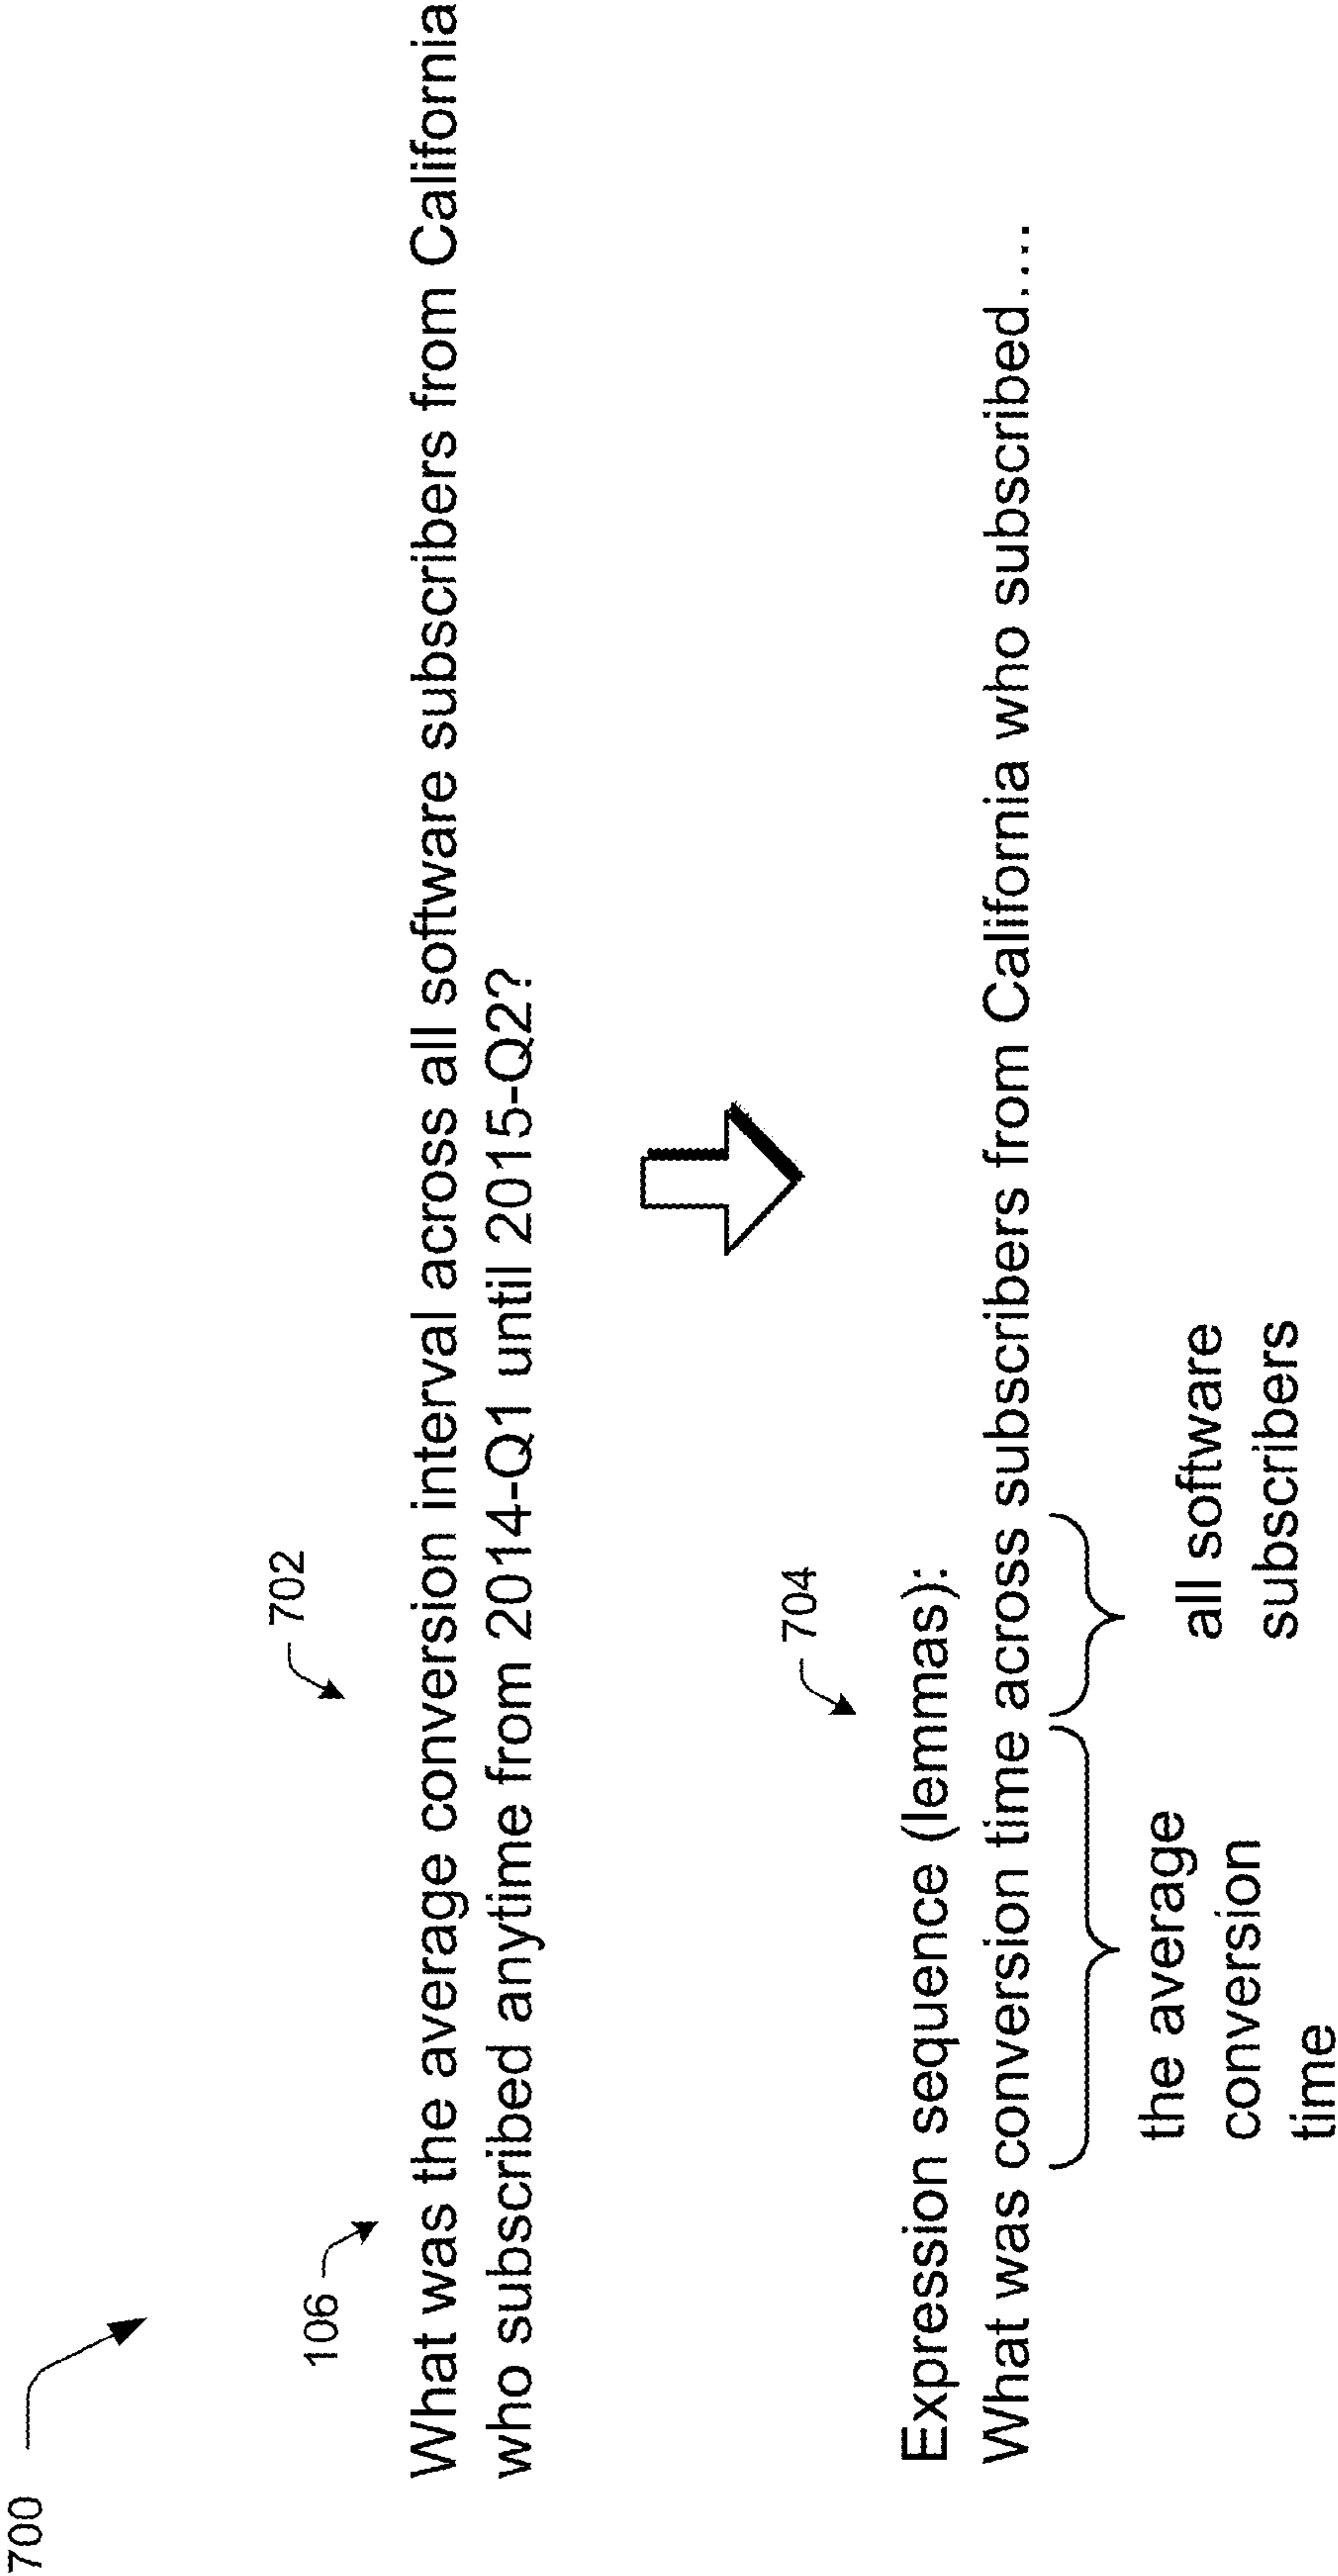 700
106
702
What was the average conversion interval across all software subscribers from California
who subscribed anytime from 2014-Q1 until 2015-Q2?
704
Expression sequence (lemmas):
What was conversion time across subscribers from California who subscribed....
the average
conversion
time
all software
subscribers